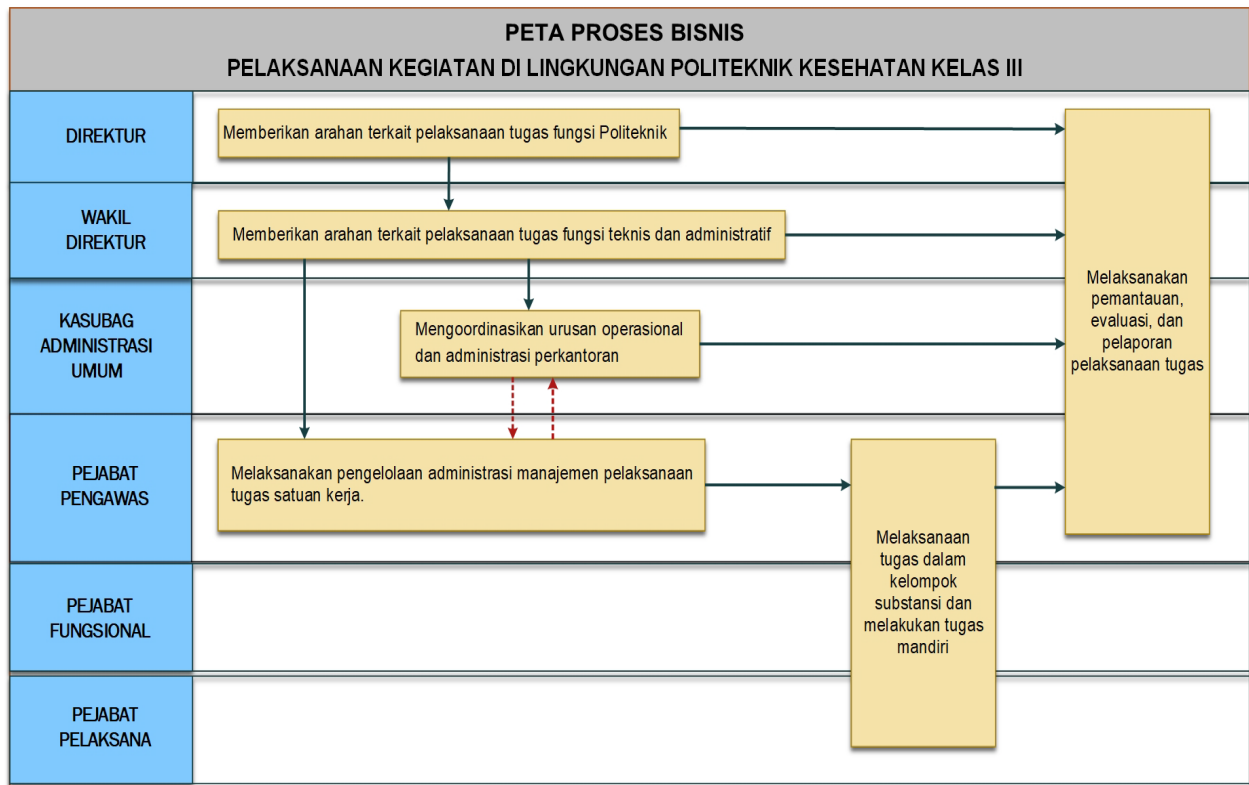 PETA PROSES BISNIS
PELAKSANAAN KEGIATAN DI LINGKUNGAN POLITEKNIK KESEHATAN KELAS III
DIREKTUR
Memberikan arahan terkait pelaksanaan tugas fungsi Politeknik
WAKIL
DIREKTUR
Memberikan arahan terkait pelaksanaan tugas fungsi teknis dan administratif
KASUBAG
ADMINISTRASI
UMUM
Mengoordinasikan urusan operasional
dan administrasi perkantoran
Melaksanakan
pemantauan,
evaluasi, dan
pelaporan
pelaksanaan tugas
PEJABAT
PENGAWAS
Melaksanakan pengelolaan administrasi manajemen pelaksanaan
tugas satuan kerja.
Melaksanaan
tugas dalam
kelompok
substansi dan
melakukan tugas
mandiri
PEJABAT
FUNGSIONAL
PEJABAT
PELAKSANA